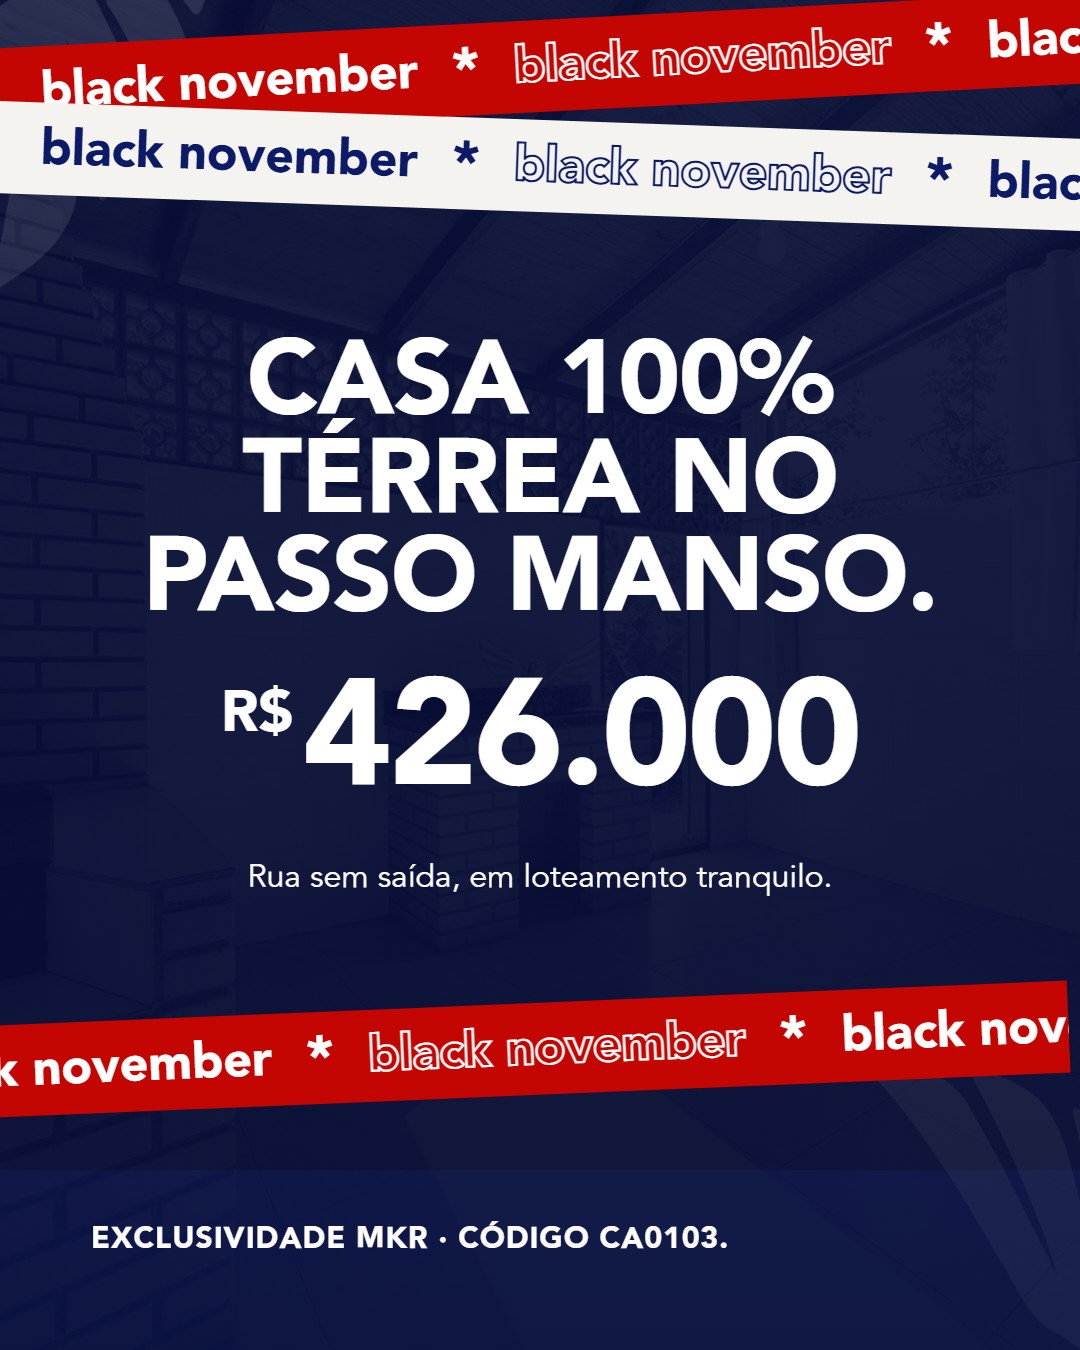 black november * black november * blac
black november * black november * blac
CASA 100%
TÉRREA NO
PASSO MANSO.
R$ 426.000
Rua sem saída, em loteamento tranquilo.
k november * black november * black nov
EXCLUSIVIDADE MKR · CÓDIGO CA0103.